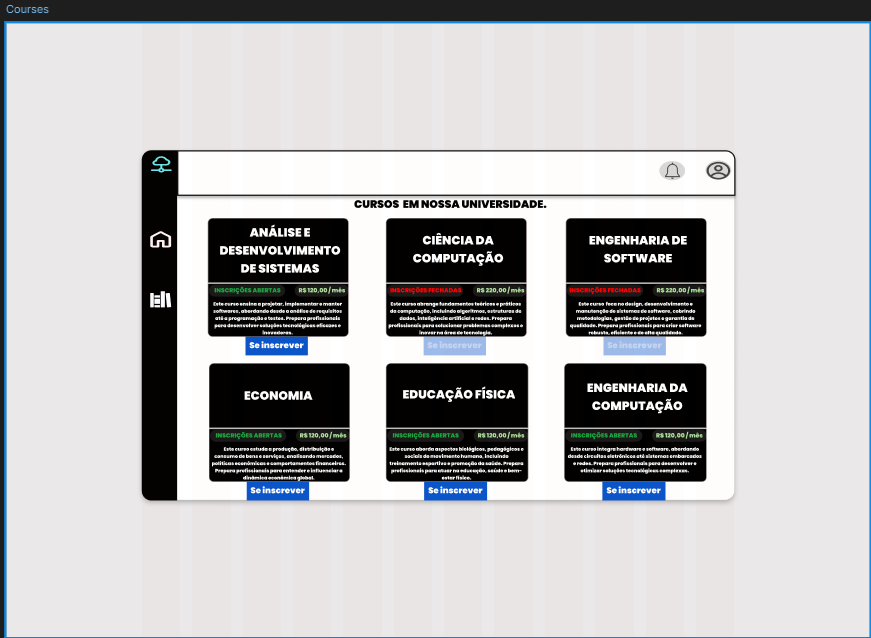 Courses
CURSOS EM NOSSA UNIVERSIDADE.
ANÁLISE E
DESENVOLVIMENTO
DE SISTEMAS
INSCRIÇÕES ABERTAS
R$ 120,00 / mês
Este curso ensina a projetar, implementar e manter
softwares, abordando desde a análise de requisitos
até a programação e testes. Prepara profissionais
para desenvolver soluções tecnológicas eficazes e
inovadoras.
Se inscrever
CIÊNCIA DA
COMPUTAÇÃO
INSCRIÇÕES FECHADAS
R$ 220,00 / mês
Este curso abrange fundamentos teóricos e práticos
da computação, incluindo algoritmos, estruturas de
dados, inteligência artificial e redes. Prepara
profissionais para solucionar problemas complexos e
inovar na área de tecnologia.
Se inscrever
ENGENHARIA DE
SOFTWARE
INSCRIÇÕES FECHADAS
R$ 220,00 / mês
Este curso foca no design, desenvolvimento e
manutenção de sistemas de software, cobrindo
metodologias, gestão de projetos e garantia de
qualidade. Prepara profissionais para criar software
robusto, eficiente e de alta qualidade.
Se inscrever
ECONOMIA
INSCRIÇÕES ABERTAS
R$ 120,00 / mês
Este curso estuda a produção, distribuição e
consumo de bens e serviços, analisando mercados,
políticas econômicas e comportamentos financeiros.
Prepara profissionais para entender e influenciar a
dinâmica econômica global.
Se inscrever
EDUCAÇÃO FÍSICA
INSCRIÇÕES ABERTAS
R$ 120,00 / mês
Este curso aborda aspectos biológicos, pedagógicos e
sociais do movimento humano, incluindo
treinamento esportivo e promoção da saúde. Prepara
profissionais para atuar na educação, saúde e bem-
estar físico.
Se inscrever
ENGENHARIA DA
COMPUTAÇÃO
INSCRIÇÕES ABERTAS
R$ 120,00 / mês
Este curso integra hardware e software, abordando
desde circuitos eletrônicos até sistemas embarcados
e redes. Prepara profissionais para desenvolver e
otimizar soluções tecnológicas complexas.
Se inscrever